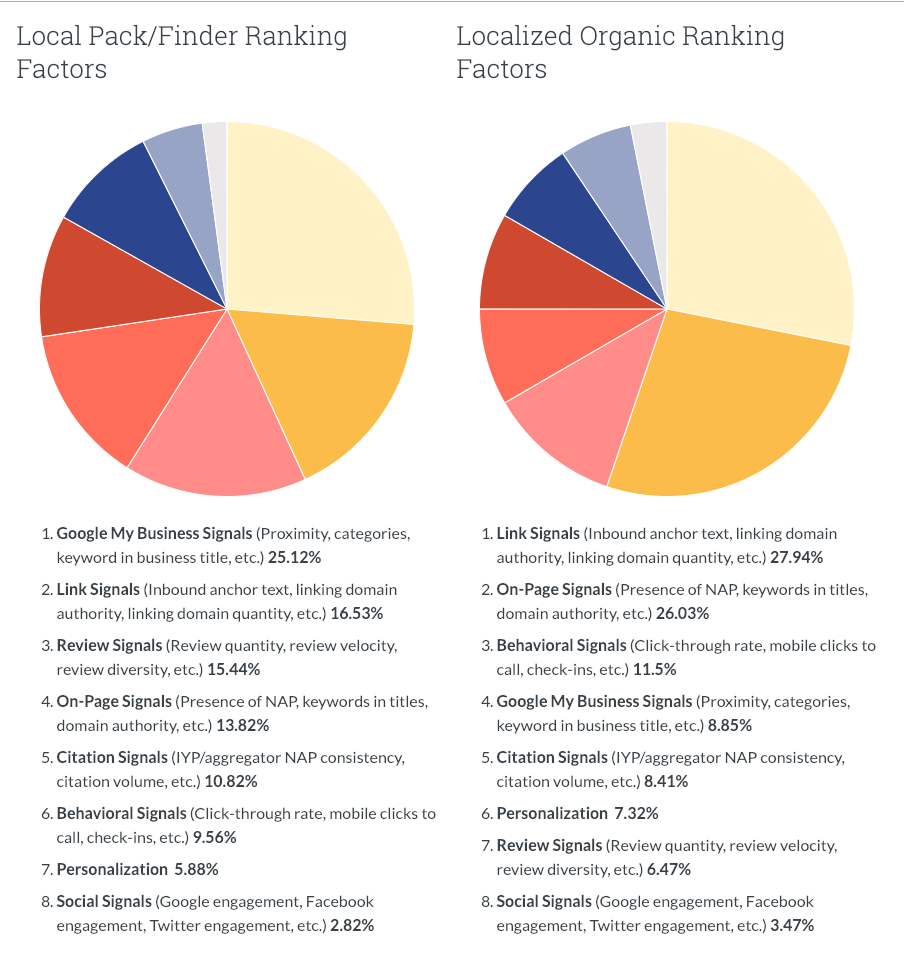 Local Pack/Finder Ranking
Factors
1. Google My Business Signals (Proximity, categories,
keyword in business title, etc.) 25.12%
2. Link Signals (Inbound anchor text, linking domain
authority, linking domain quantity, etc.) 16.53%
3. Review Signals (Review quantity, review velocity,
review diversity, etc.) 15.44%
4. On-Page Signals (Presence of NAP, keywords in titles,
domain authority, etc.) 13.82%
5. Citation Signals (IYP/aggregator NAP consistency,
citation volume, etc.) 10.82%
6. Behavioral Signals (Click-through rate, mobile clicks to
call, check-ins, etc.) 9.56%
7. Personalization 5.88%
8. Social Signals (Google engagement, Facebook
engagement, Twitter engagement, etc.) 2.82%
Localized Organic Ranking
Factors
1. Link Signals (Inbound anchor text, linking domain
authority, linking domain quantity, etc.) 27.94%
2. On-Page Signals (Presence of NAP, keywords in titles,
domain authority, etc.) 26.03%
3. Behavioral Signals (Click-through rate, mobile clicks to
call, check-ins, etc.) 11.5%
4. Google My Business Signals (Proximity, categories,
keyword in business title, etc.) 8.85%
5. Citation Signals (IYP/aggregator NAP consistency,
citation volume, etc.) 8.41%
6. Personalization 7.32%
7. Review Signals (Review quantity, review velocity,
review diversity, etc.) 6.47%
8. Social Signals (Google engagement, Facebook
engagement, Twitter engagement, etc.) 3.47%